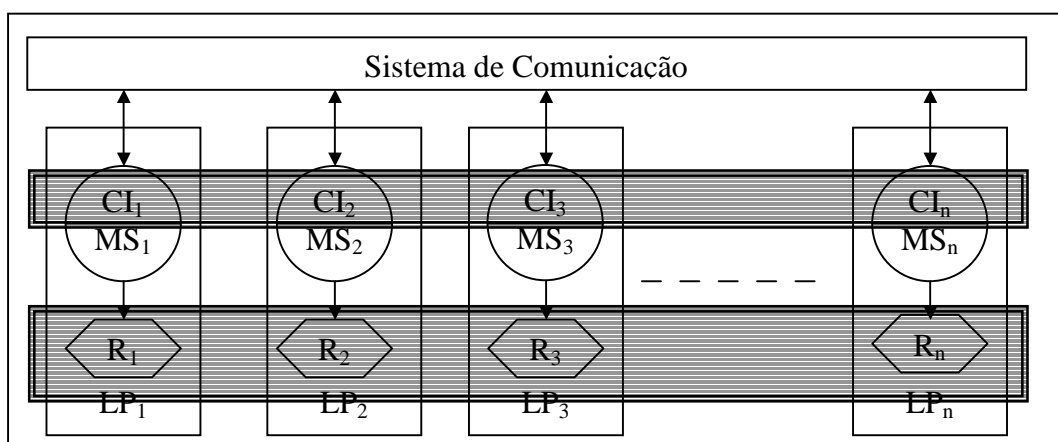 Sistema de Comunicação
CI₁ CI₂ CI₃ CIₙ
MS₁ MS₂ MS₃ MSₙ
R₁ R₂ R₃ Rₙ
LP₁ LP₂ LP₃ LPₙ